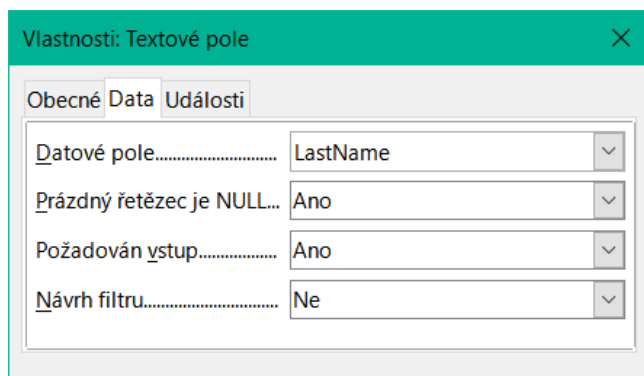 Vlastnosti: Textové pole
Obecné Data Události
Datové pole............................. LastName
Prázdný řetězec je NULL... Ano
Požadován vstup................... Ano
Návrh filtru................................ Ne